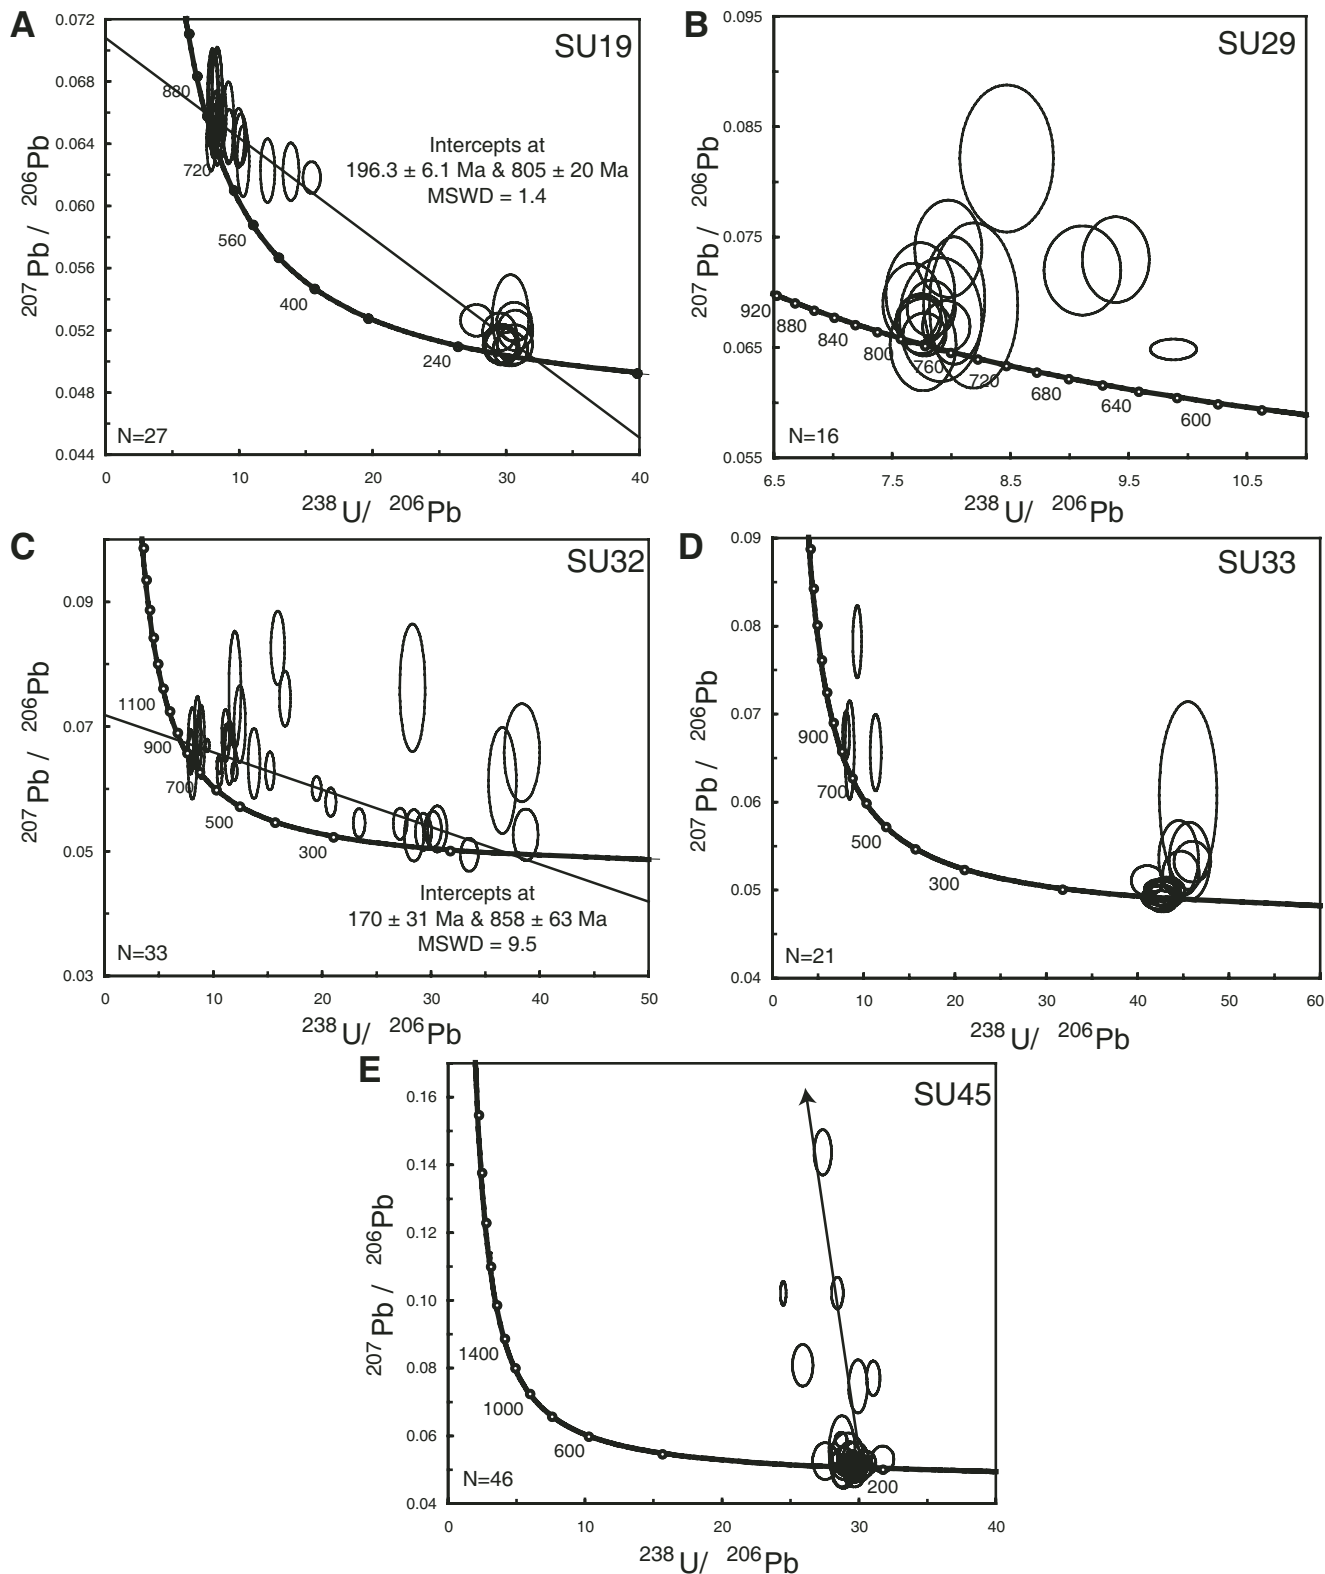 A
SU19
0.072
0.068
0.064
0.060
0.056
0.052
0.048
0.044
207Pb / 206Pb
880
720
560
400
240
Intercepts at
196.3 ± 6.1 Ma & 805 ± 20 Ma
MSWD = 1.4
N=27
0 10 20 30 40
238U/ 206Pb
B
SU29
0.095
0.085
0.075
0.065
0.055
207Pb / 206Pb
920
880
840
800
760
720
680
640
600
N=16
6.5 7.5 8.5 9.5 10.5
238U/ 206Pb
C
SU32
0.09
0.07
0.05
0.03
207Pb / 206Pb
1100
900
700
500
300
Intercepts at
170 ± 31 Ma & 858 ± 63 Ma
MSWD = 9.5
N=33
0 10 20 30 40 50
238U/ 206Pb
D
SU33
0.09
0.08
0.07
0.06
0.05
0.04
207Pb / 206Pb
900
700
500
300
N=21
0 10 20 30 40 50 60
238U/ 206Pb
E
SU45
0.16
0.14
0.12
0.10
0.08
0.06
0.04
207Pb / 206Pb
1400
1000
600
200
N=46
0 10 20 30 40
238U/ 206Pb